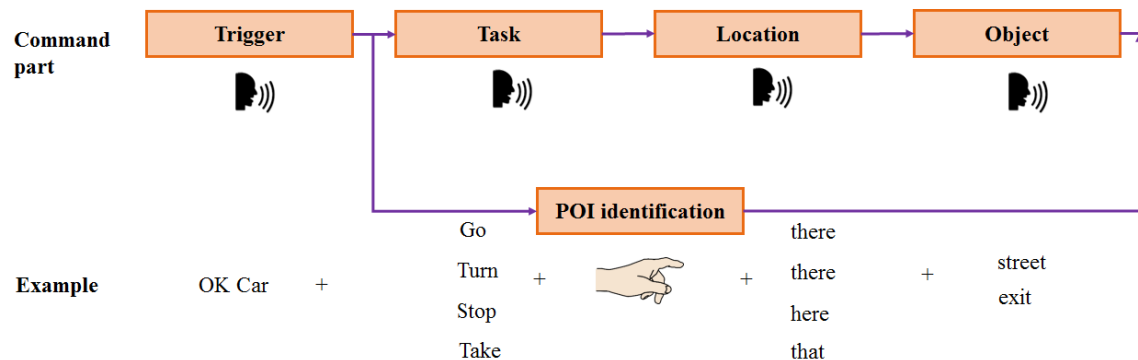 Command
part
Trigger
Task
Location
Object
POI identification
Example
OK Car
+
Go
Turn
Stop
Take
+
+
there
there
here
that
+
street
exit